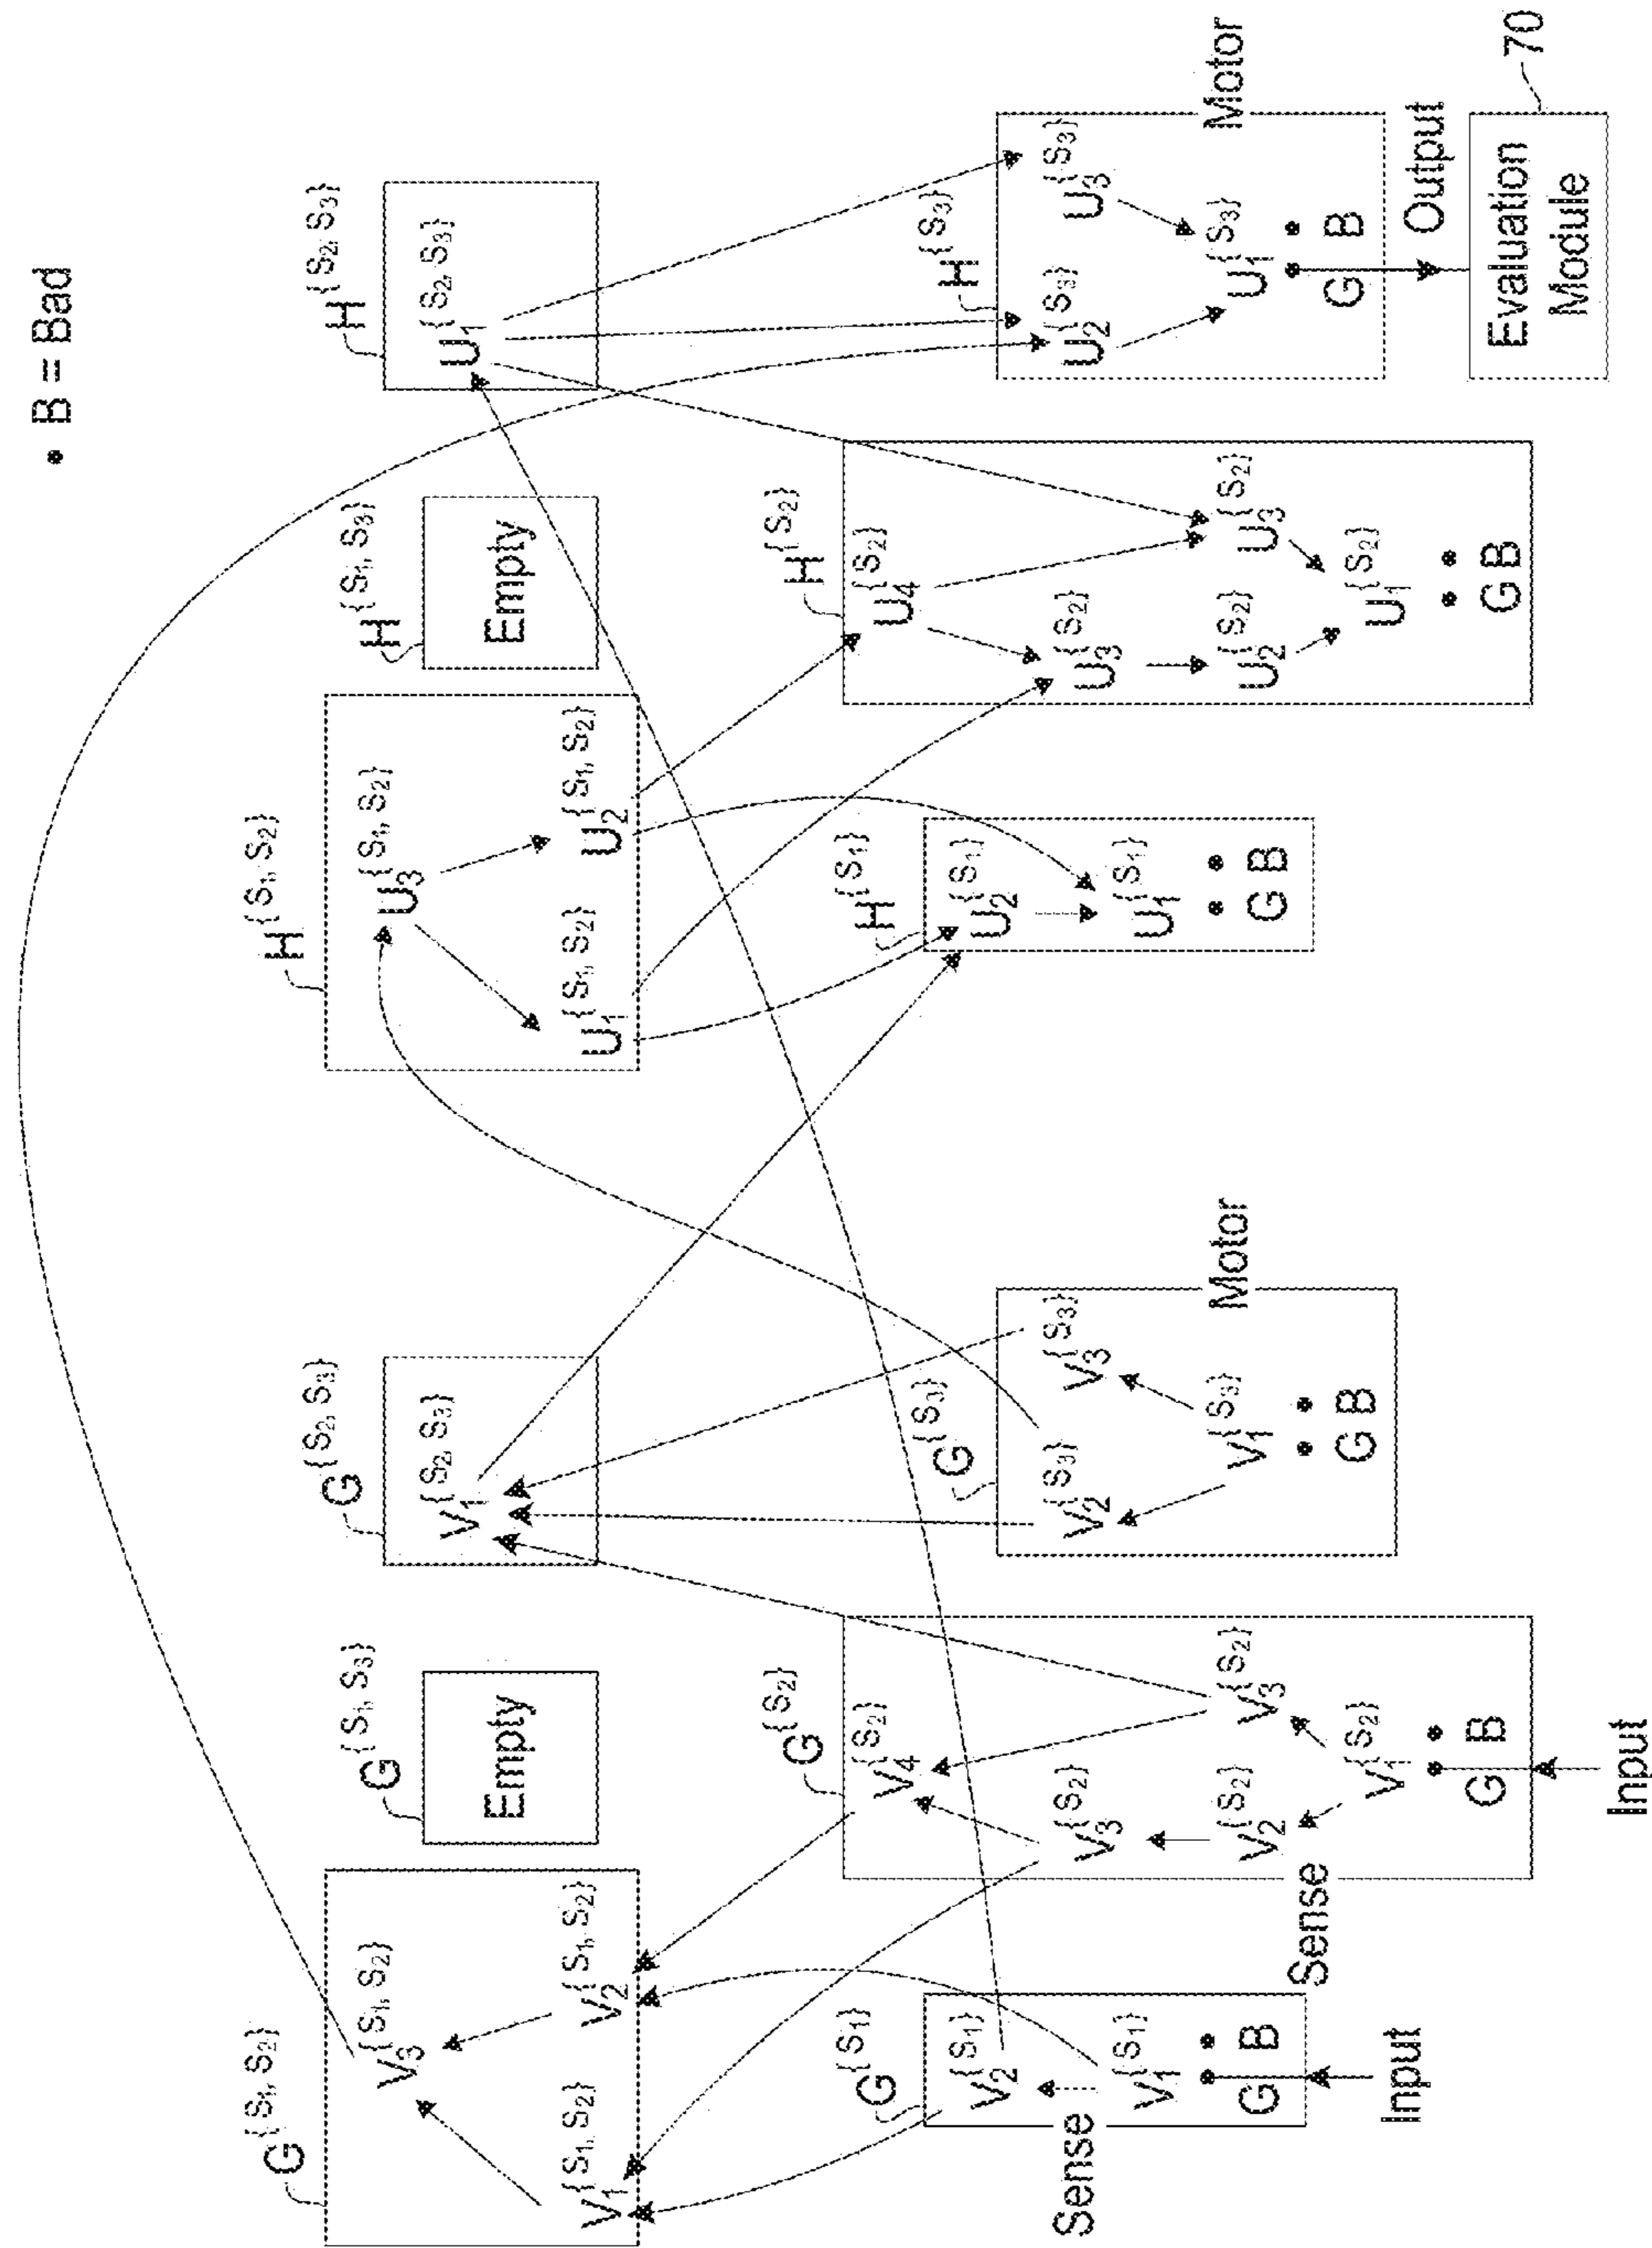 • B = Bad
G{S1, S2}
V3{S1, S2}
V1{S1, S2}
V2{S1, S2}
G{S1, S3}
Empty
G{S2, S3}
V1{S2, S3}
H{S1, S2}
U3{S1, S2}
U1{S1, S2}
U2{S1, S2}
H{S1, S3}
Empty
H{S2, S3}
U1{S2, S3}
G{S1}
V2{S1}
V1{S1}
G B
Sense
Input
G{S2}
V4{S2}
V3{S2}
V2{S2}
V3{S2}
V1{S2}
G B
Sense
Input
G{S3}
V2{S3}
V3{S3}
V1{S3}
G B
Motor
H{S1}
U2{S1}
U1{S1}
G B
H{S2}
U4{S2}
U3{S2}
U2{S2}
U3{S2}
U1{S2}
G B
H{S3}
U2{S3}
U3{S3}
U1{S3}
G B
Motor
Output
Evaluation
Module
70